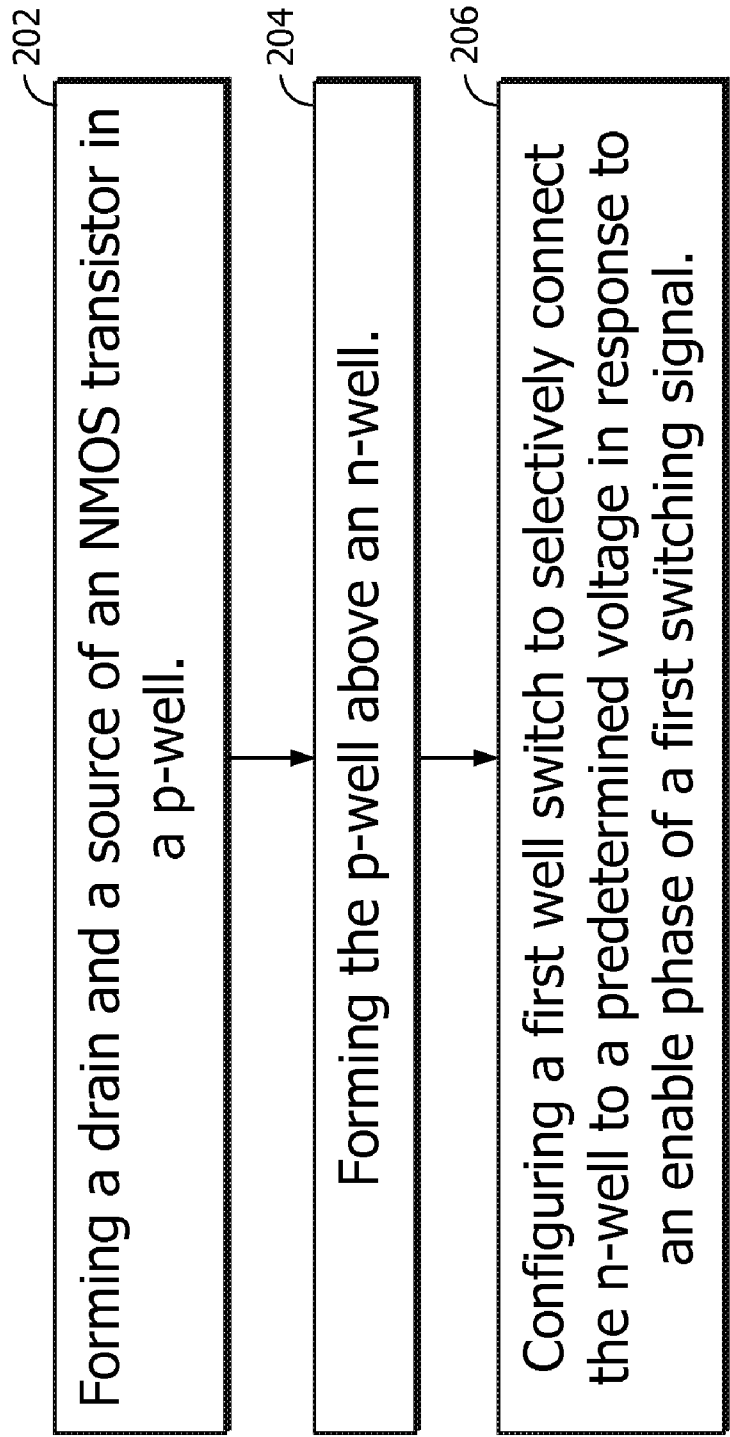 202
Forming a drain and a source of an NMOS transistor in
a p-well.
204
Forming the p-well above an n-well.
206
Configuring a first well switch to selectively connect
the n-well to a predetermined voltage in response to
an enable phase of a first switching signal.